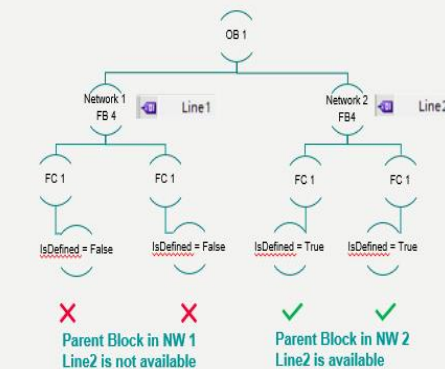 OB 1
Network 1
FB 4
Line1
Network 2
FB4
Line2
FC 1
FC 1
FC 1
FC 1
IsDefined = False
IsDefined = False
IsDefined = True
IsDefined = True
Parent Block in NW 1
Line2 is not available
Parent Block in NW 2
Line2 is available